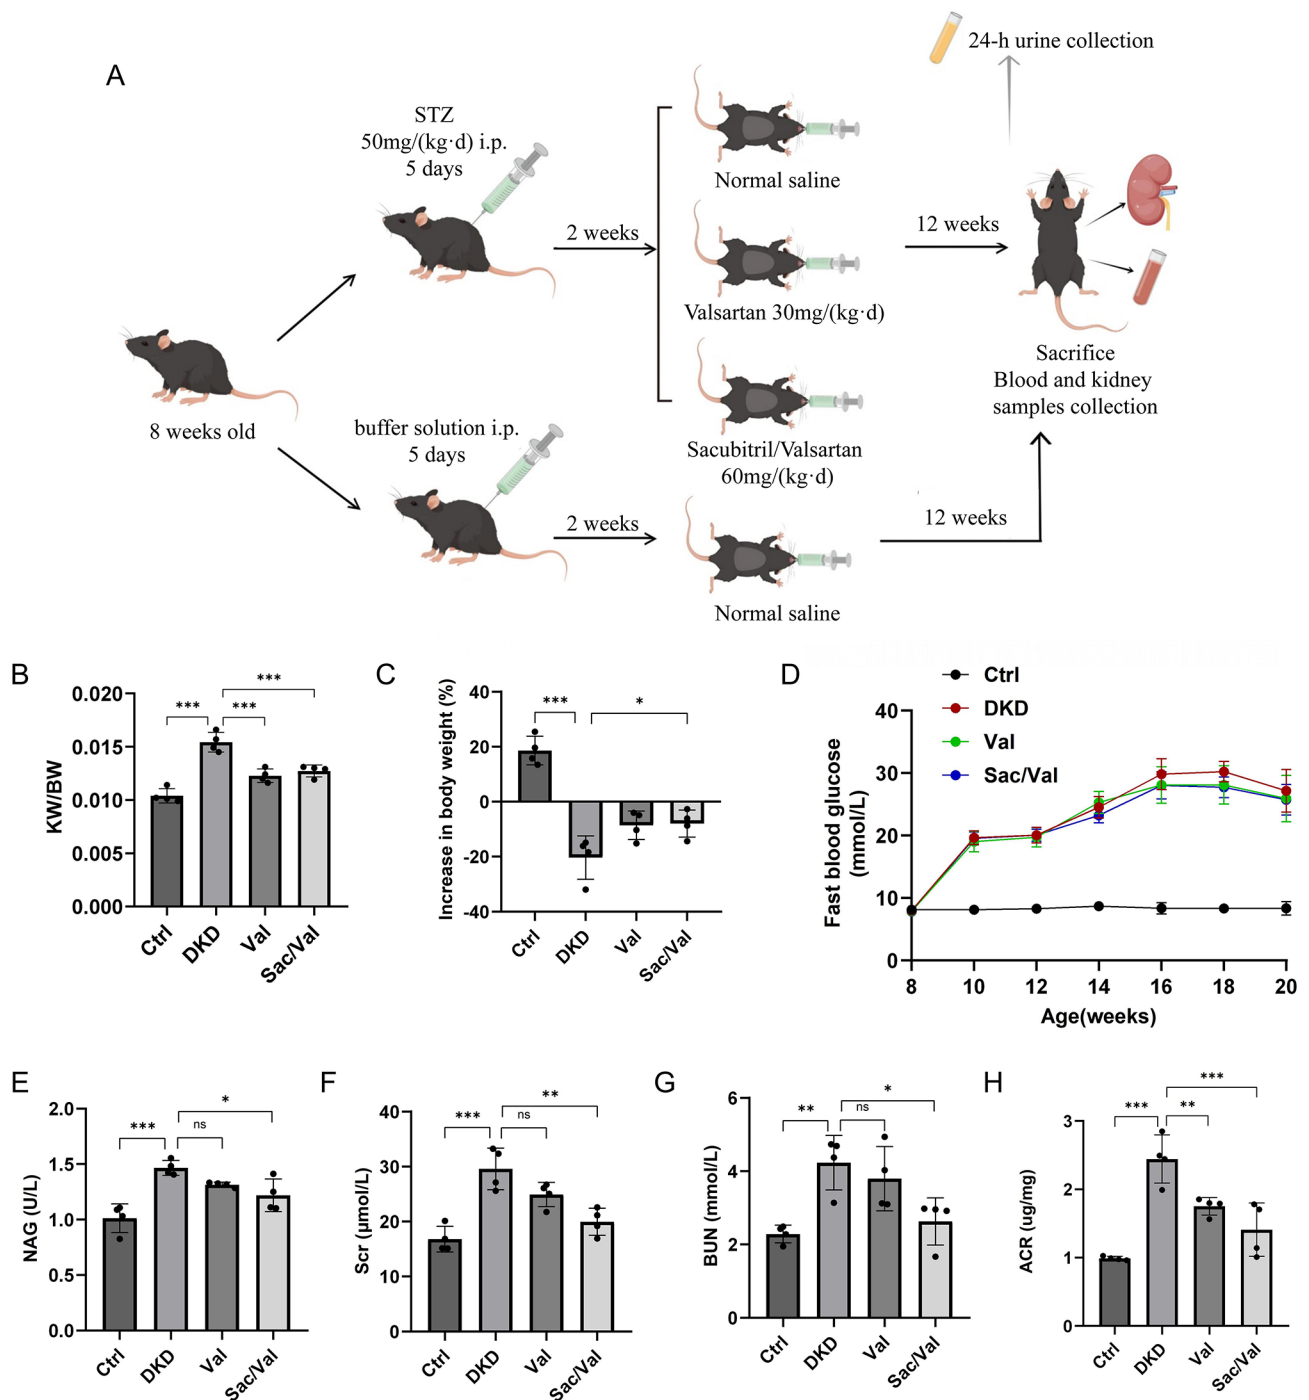 A
24-h urine collection
STZ
50mg/(kg·d) i.p.
5 days
Normal saline
2 weeks
12 weeks
Valsartan 30mg/(kg·d)
Sacrifice
Blood and kidney
samples collection
8 weeks old
buffer solution i.p.
5 days
Sacubitril/Valsartan
60mg/(kg·d)
2 weeks
12 weeks
Normal saline
B
KW/BW
0.020
0.015
0.010
0.005
0.000
***
***
***
Ctrl
DKD
Val
Sac/Val
C
Increase in body weight (%)
40
20
0
-20
-40
***
*
Ctrl
DKD
Val
Sac/Val
D
Ctrl
DKD
Val
Sac/Val
Fast blood glucose
(mmol/L)
40
30
20
10
0
8 10 12 14 16 18 20
Age(weeks)
E
NAG (U/L)
2.0
1.5
1.0
0.5
0.0
***
ns
*
Ctrl
DKD
Val
Sac/Val
F
Scr (μmol/L)
40
30
20
10
0
***
ns
**
Ctrl
DKD
Val
Sac/Val
G
BUN (mmol/L)
6
4
2
0
**
ns
*
Ctrl
DKD
Val
Sac/Val
H
ACR (ug/mg)
3
2
1
0
***
**
***
Ctrl
DKD
Val
Sac/Val